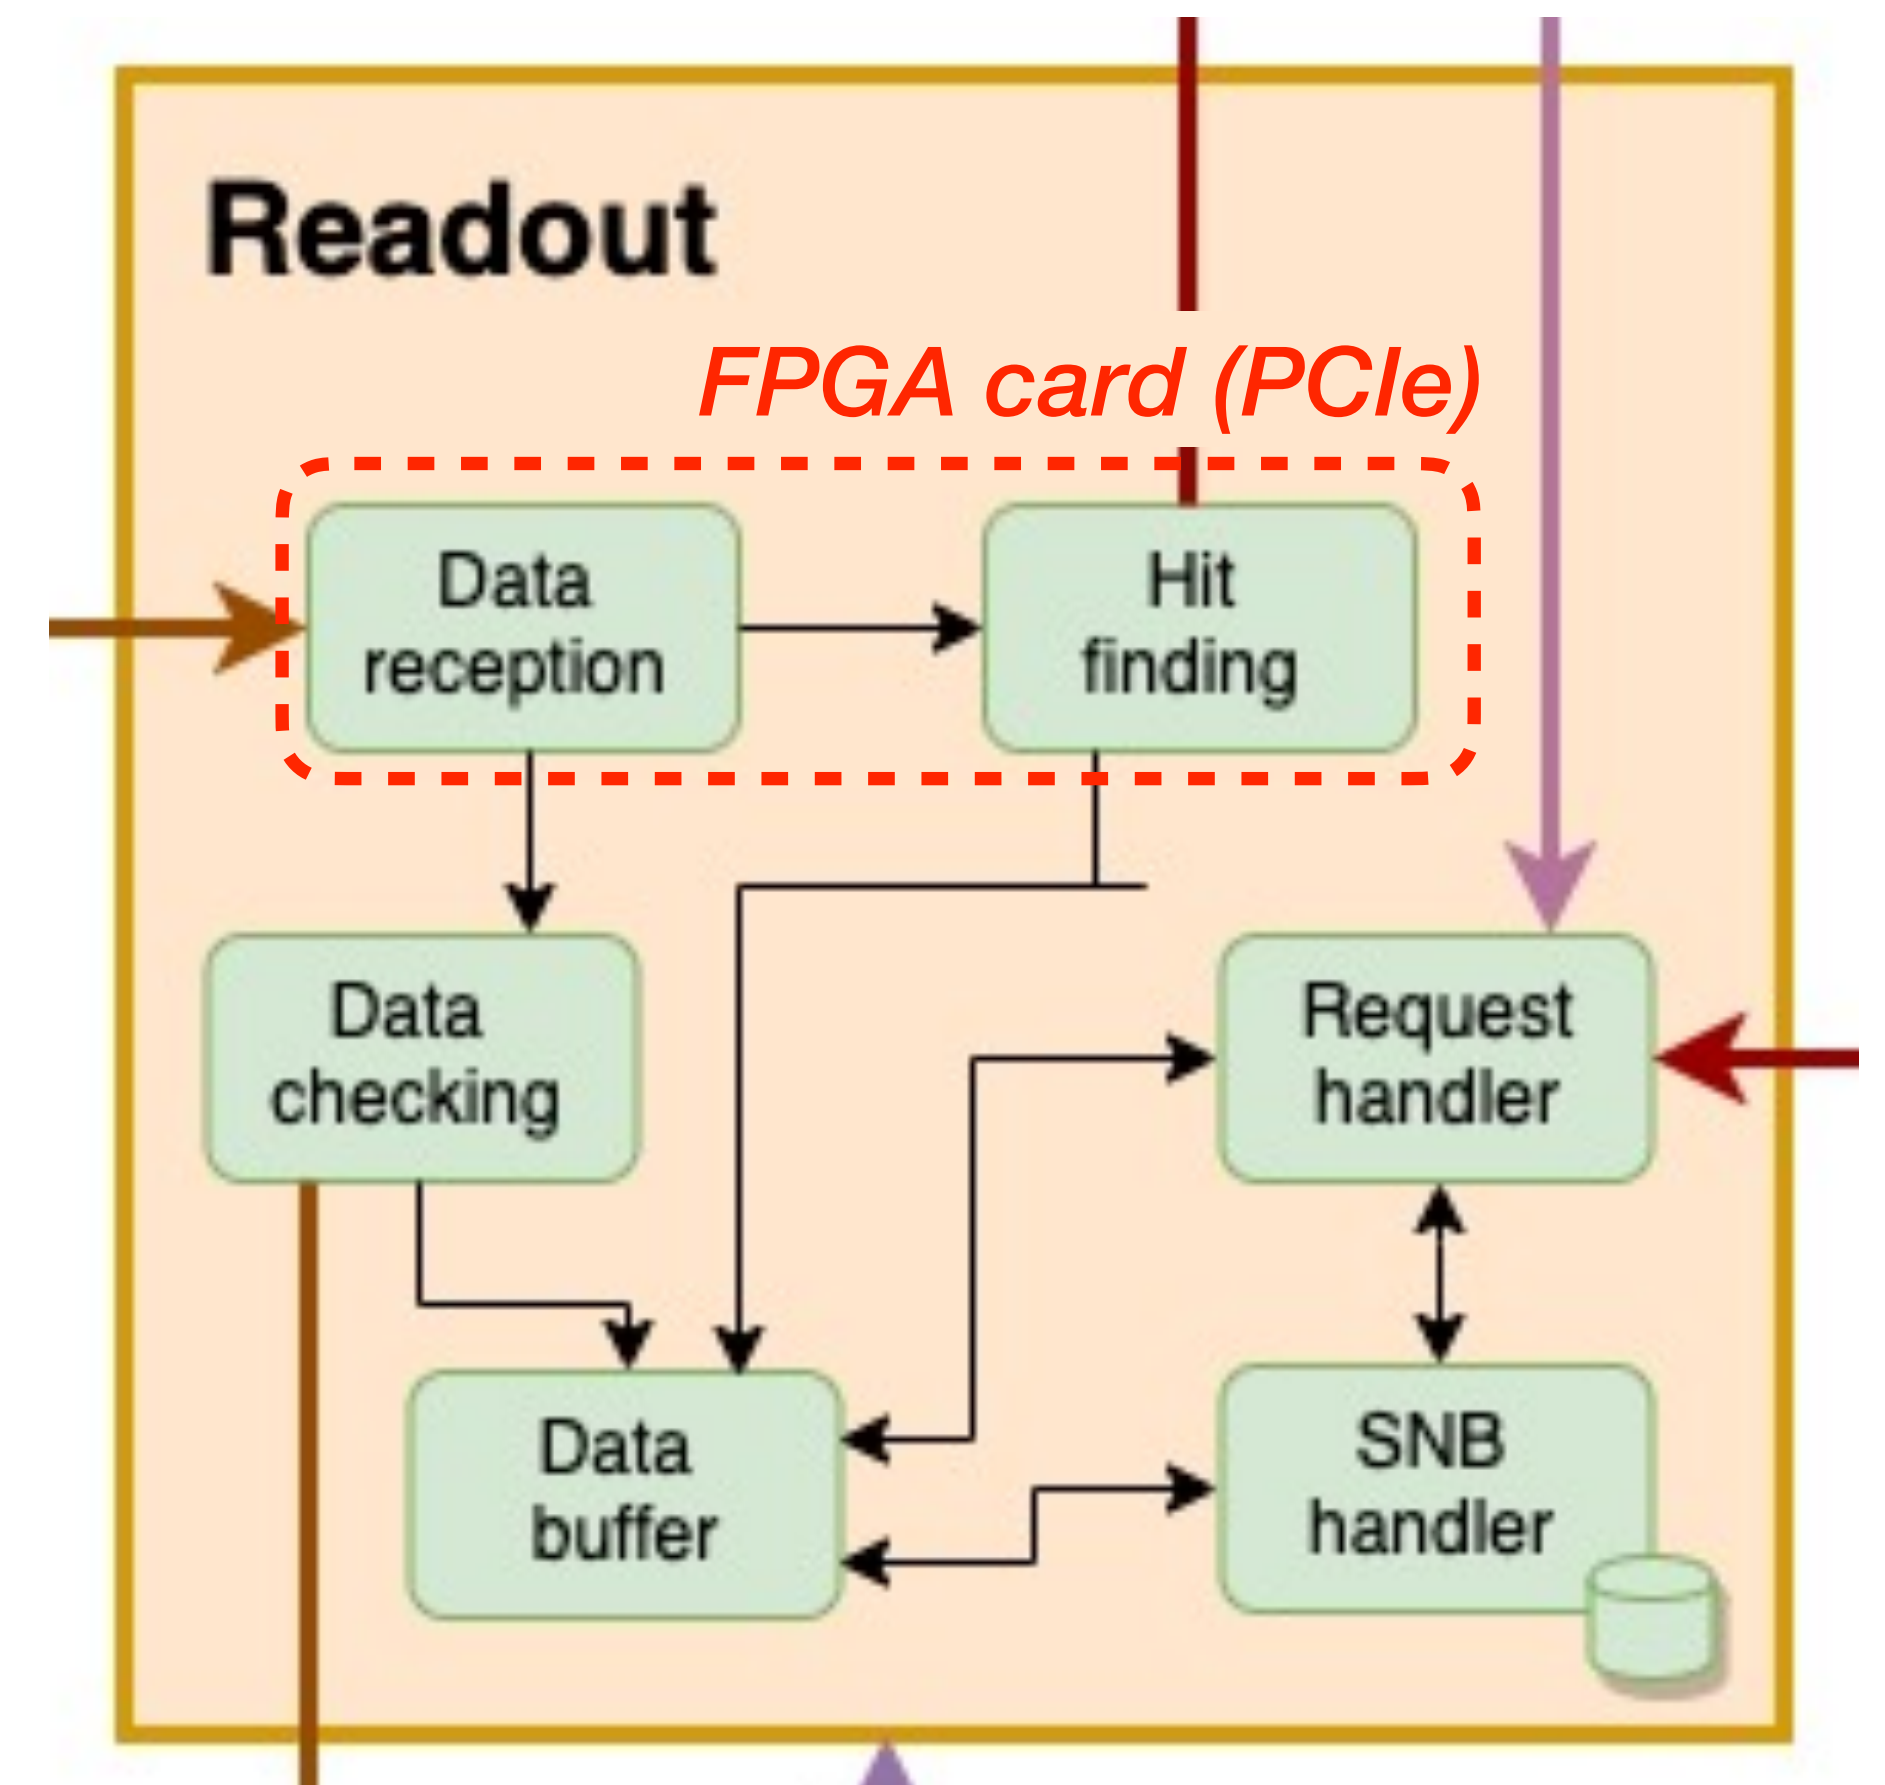 Readout
FPGA card (PCIe)
Data
reception
Hit
finding
Data
checking
Request
handler
Data
buffer
SNB
handler